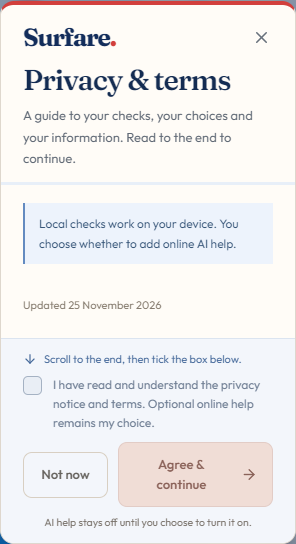 Surfare.
Privacy & terms
A guide to your checks, your choices and
your information. Read to the end to
continue.
Local checks work on your device. You
choose whether to add online AI help.
Updated 25 November 2026
Scroll to the end, then tick the box below.
I have read and understand the privacy
notice and terms. Optional online help
remains my choice.
Not now
Agree &
continue
AI help stays off until you choose to turn it on.